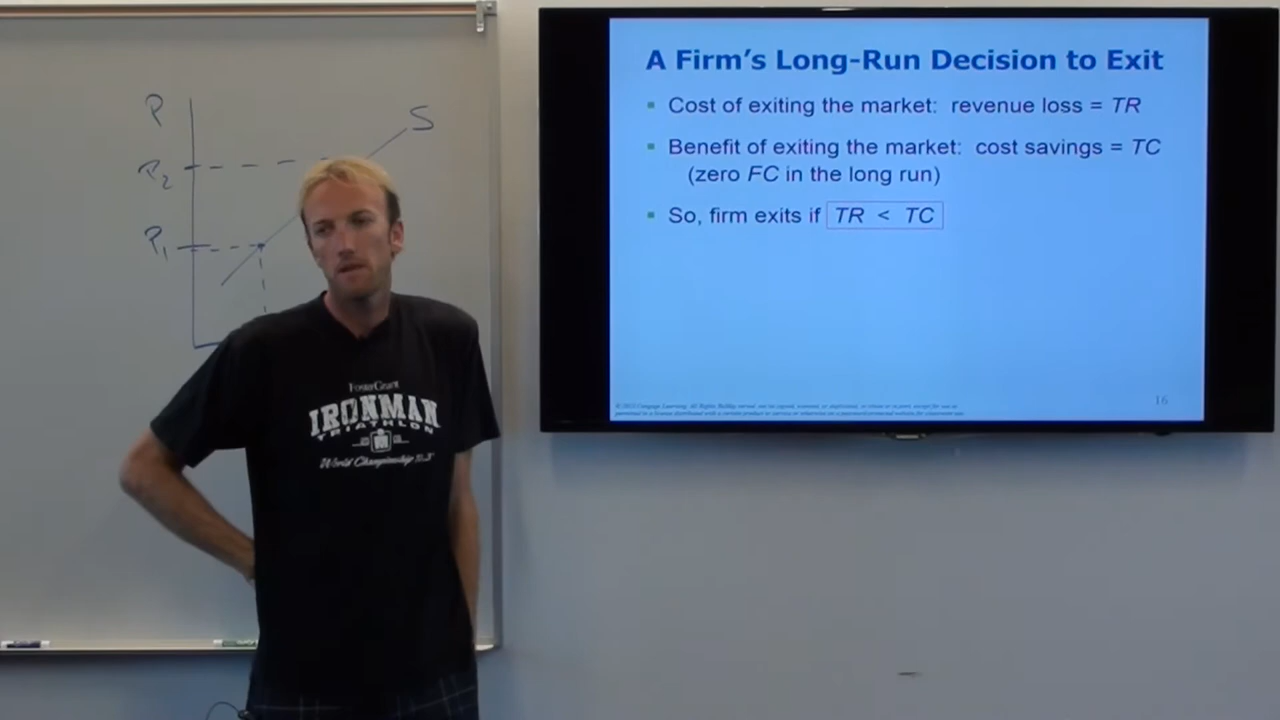 P
S
P2
P1
A Firm's Long-Run Decision to Exit
▪ Cost of exiting the market: revenue loss = TR
▪ Benefit of exiting the market: cost savings = TC
(zero FC in the long run)
▪ So, firm exits if TR < TC
16
FosterGrant
IRONMAN
TRIATHLON
World Championship